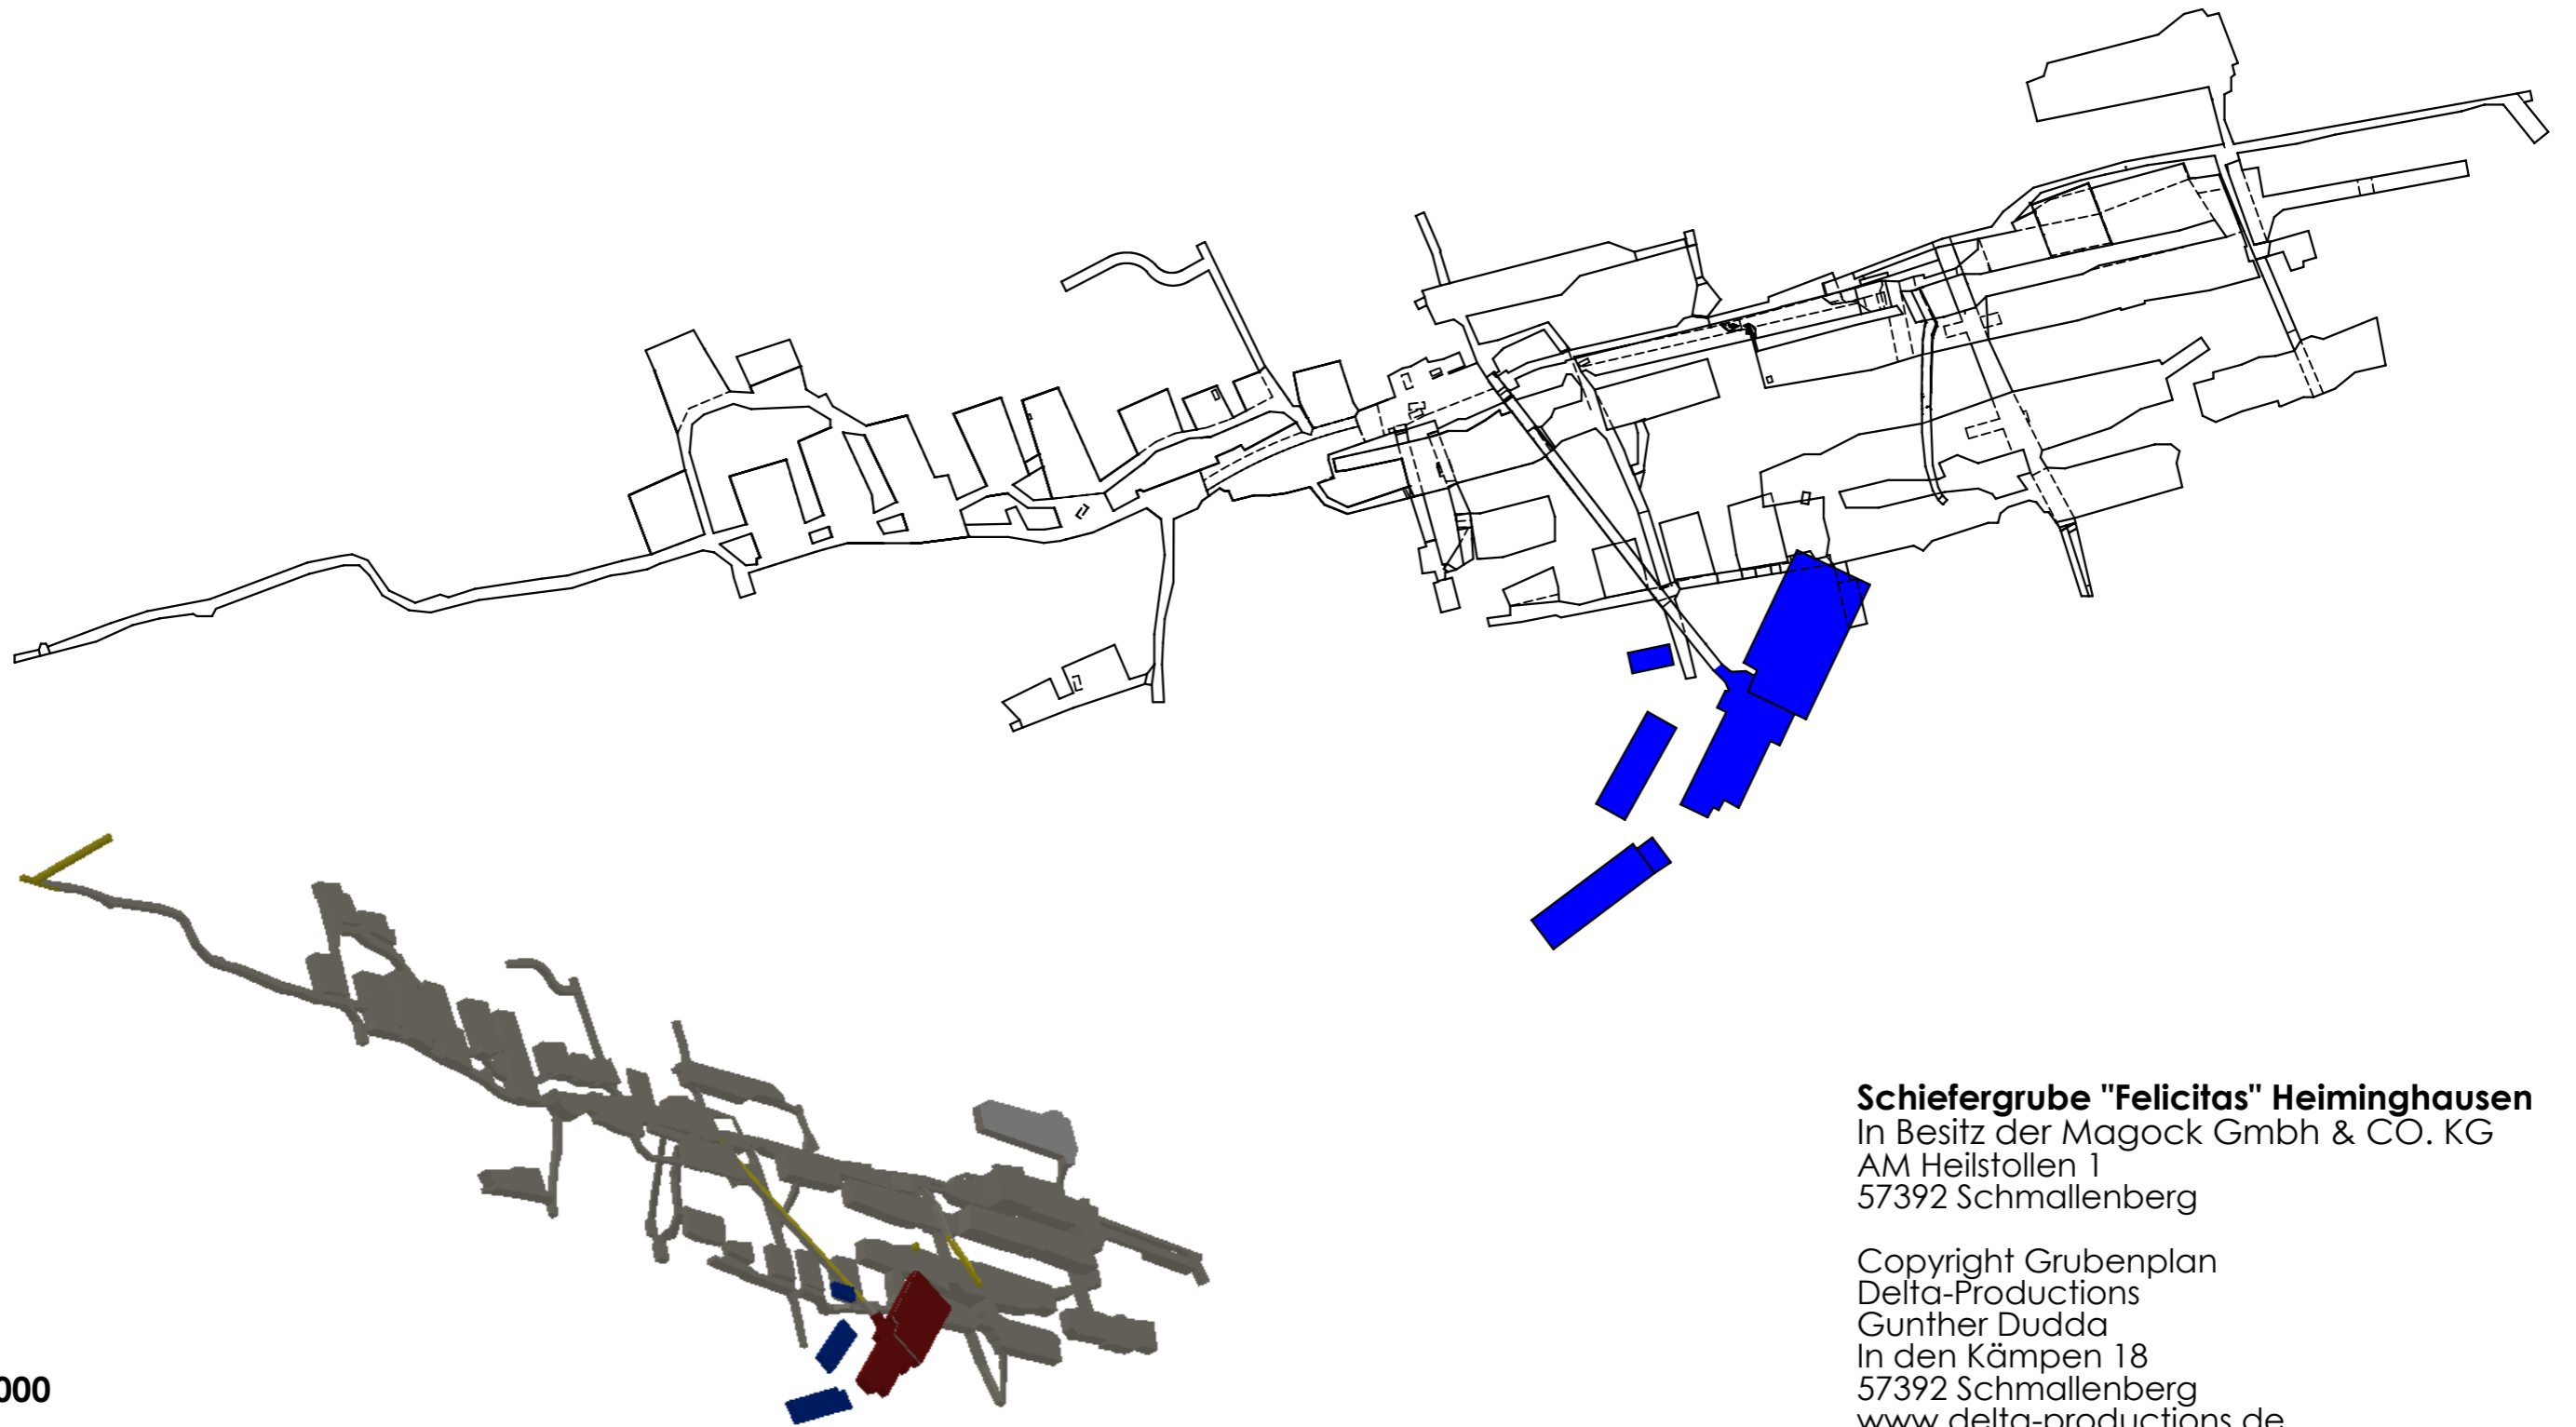 Schiefergrube "Felicitas" Heiminghausen
In Besitz der Magock Gmbh & CO. KG
AM Heilstollen 1
57392 Schmallenberg
Copyright Grubenplan
Delta-Productions
Gunther Dudda
In den Kämpen 18
57392 Schmallenberg
www.delta-productions.de
000